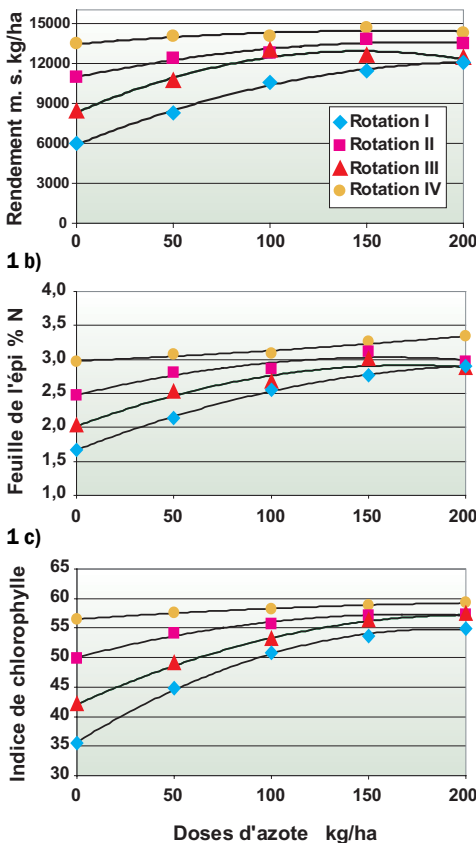 Rendement m. s. kg/ha
15000
12000
9000
6000
3000
0
0 50 100 150 200
Rotation I
Rotation II
Rotation III
Rotation IV
1 b)
Feuille de l'épi % N
4,0
3,5
3,0
2,5
2,0
1,5
1,0
0 50 100 150 200
1 c)
Indice de chlorophylle
65
60
55
50
45
40
35
30
0 50 100 150 200
Doses d'azote kg/ha